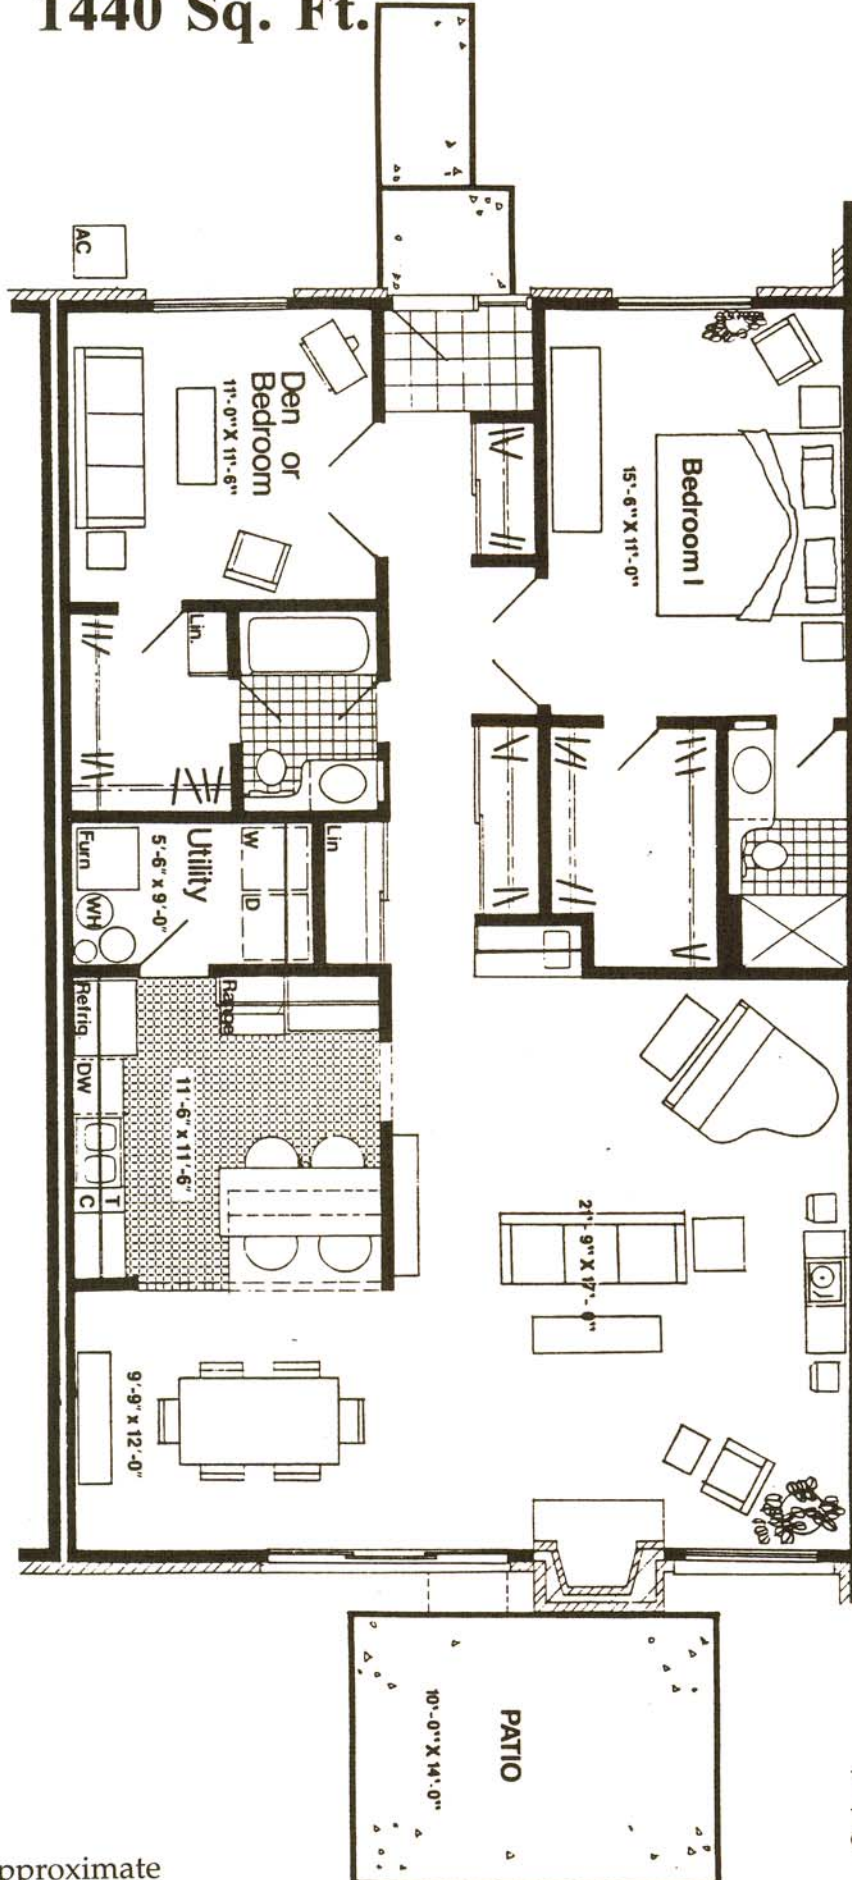 1440 Sq. Ft.
AC
Den or
Bedroom
11'-0" X 11'-6"
Bedroom I
15'-6" X 11'-0"
Lin.
Utility
5'-6" x 9'-0"
Furn
WH
W
D
Lin
Refrig.
Range
DW
11'-6" x 11'-6"
T
C
21'-9" X 17'-0"
9'-9" x 12'-0"
PATIO
10'-0" X 14'-0"